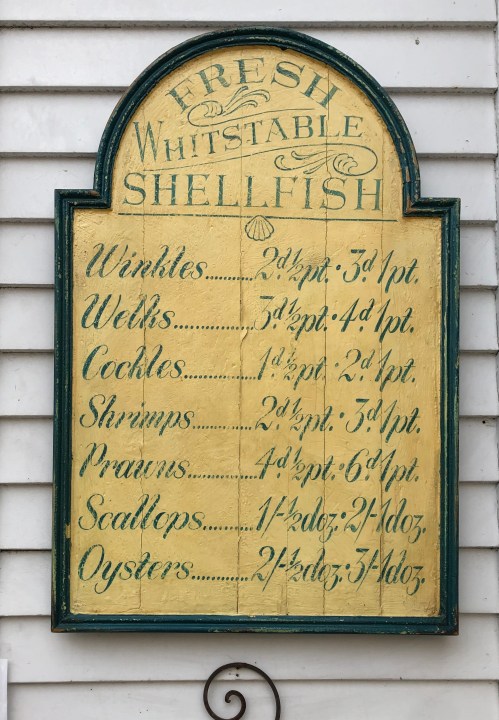 FRESH
WHITSTABLE
SHELLFISH
Winkles..........2d ½pt. • 3d 1pt.
Welks...............3d ½pt. • 4d 1pt.
Cockles..............1d ½pt. • 2d 1pt.
Shrimps............2d ½pt. • 3d 1pt.
Prawns.............4d ½pt. • 6d 1pt.
Scallops..........1/- ½doz. • 2/- 1doz.
Oysters............2/- ½doz. • 3/- 1doz.